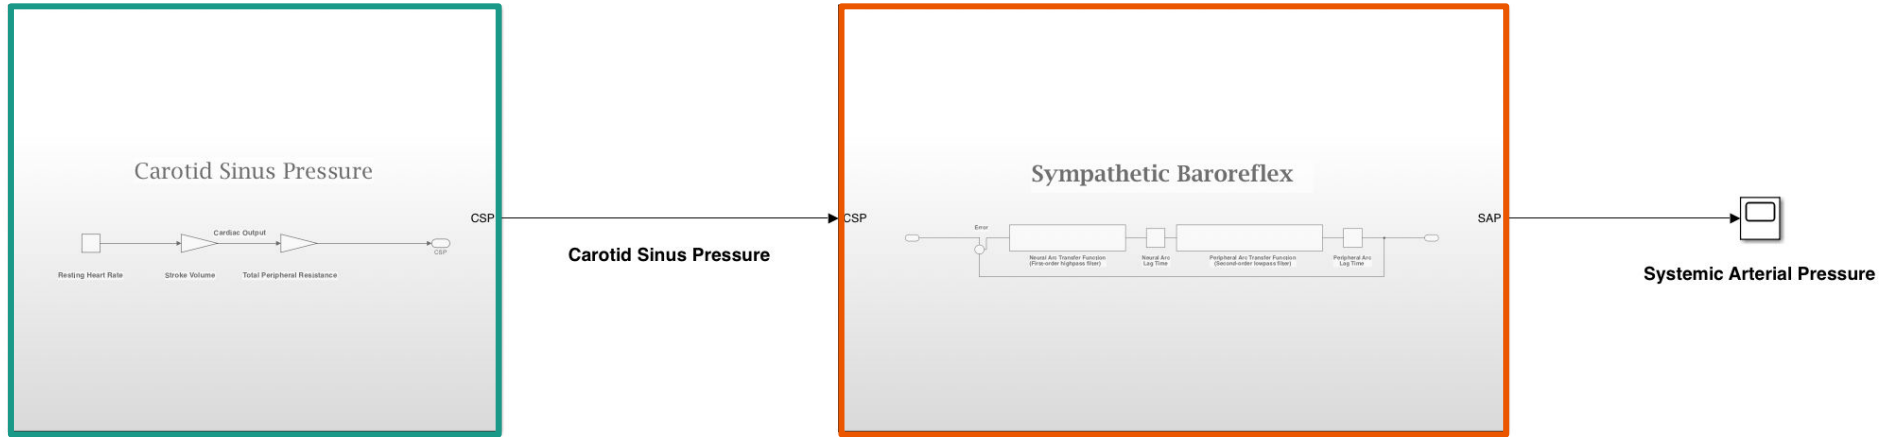 Carotid Sinus Pressure
CSP
Cardiac Output
CSP
Resting Heart Rate
Stroke Volume
Total Peripheral Resistance
Carotid Sinus Pressure
Sympathetic Baroreflex
CSP
SAP
Error
Neural Arc Transfer Function
(First-order highpass filter)
Neural Arc
Lag Time
Peripheral Arc Transfer Function
(Second-order lowpass filter)
Peripheral Arc
Lag Time
Systemic Arterial Pressure